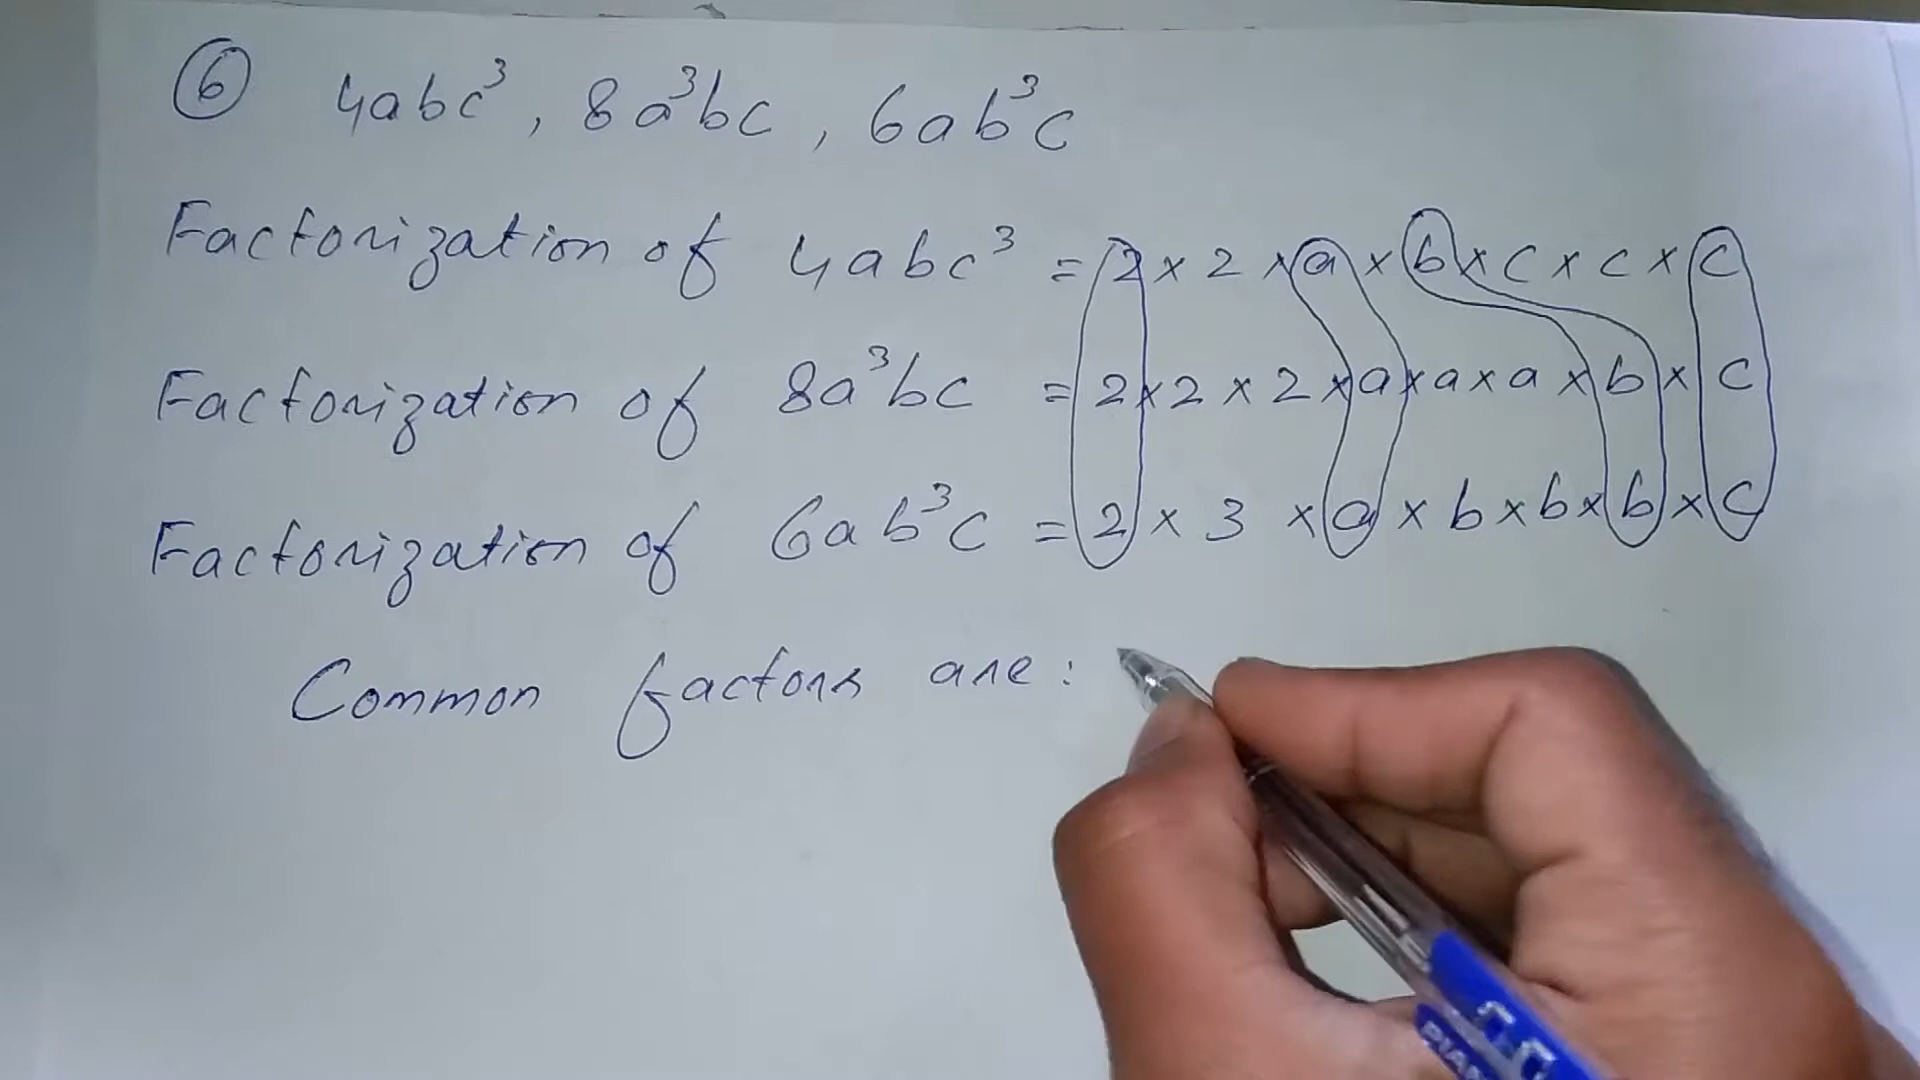 6 4abc³, 8a³bc, 6ab³c
Factorization of 4abc³ = 2 × 2 × a × b × c × c × c
Factorization of 8a³bc = 2 × 2 × 2 × a × a × a × b × c
Factorization of 6ab³c = 2 × 3 × a × b × b × b × c
Common factors are: